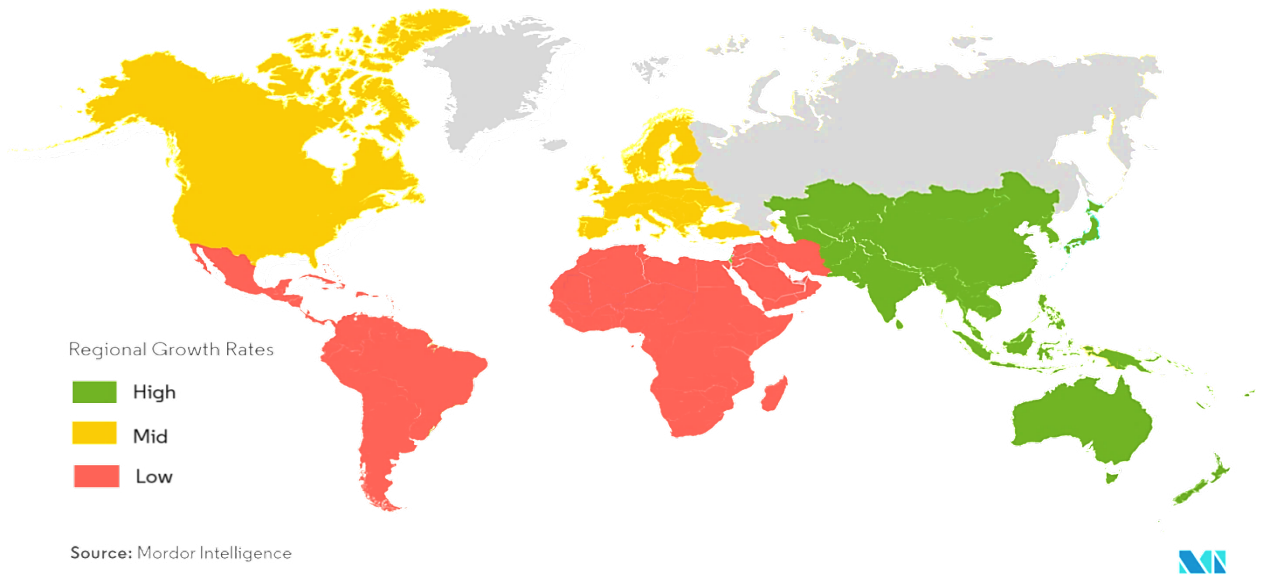 Regional Growth Rates
High
Mid
Low
Source: Mordor Intelligence